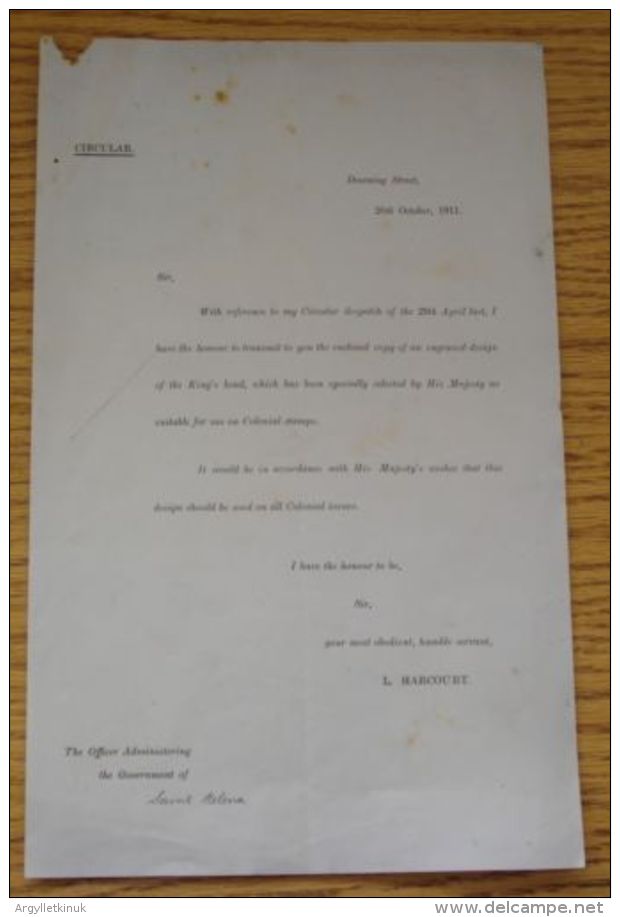 CIRCULAR.
Downing Street,
20th October, 1911.
Sir,
With reference to my Circular despatch of the 29th April last, I
have the honour to transmit to you the enclosed copy of an engraved design
of the King's head, which has been specially selected by His Majesty as
suitable for use on Colonial stamps.
It would be in accordance with His Majesty's wishes that this
design should be used on all Colonial issues.
I have the honour to be,
Sir,
your most obedient, humble servant,
L. HARCOURT.
The Officer Administering
the Government of
Saint Helena
Argylletkinuk
www.delcampe.net